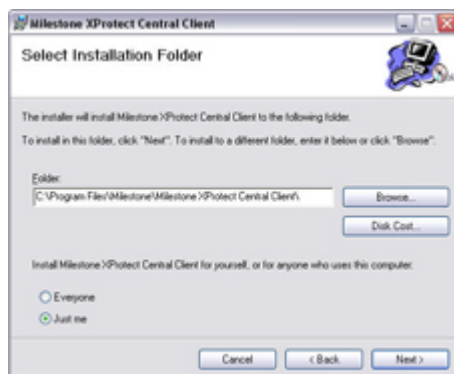 Milestone XProtect Central Client
Select Installation Folder
The installer will install Milestone XProtect Central Client to the following folder.
To install in this folder, click "Next". To install to a different folder, enter it below or click "Browse".
Folder:
C:\Program Files\Milestone\Milestone XProtect Central Client\
Browse...
Disk Cost...
Install Milestone XProtect Central Client for yourself, or for anyone who uses this computer:
Everyone
Just me
Cancel
< Back
Next >